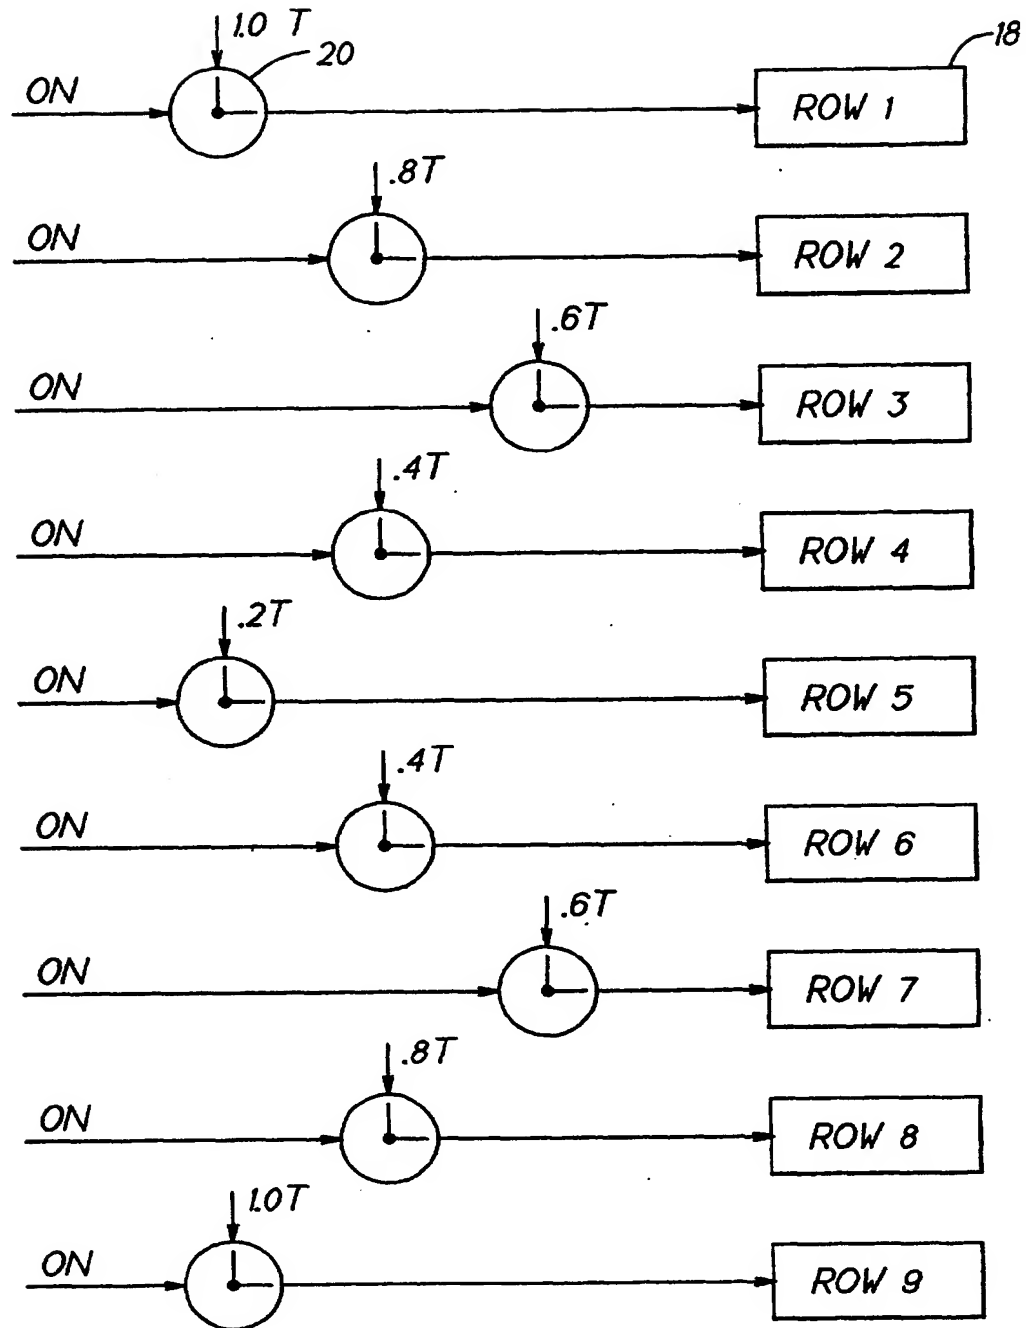 1.0 T
20
18
ON
ROW 1
.8T
ON
ROW 2
.6T
ON
ROW 3
.4T
ON
ROW 4
.2T
ON
ROW 5
.4T
ON
ROW 6
.6T
ON
ROW 7
.8T
ON
ROW 8
1.0T
ON
ROW 9